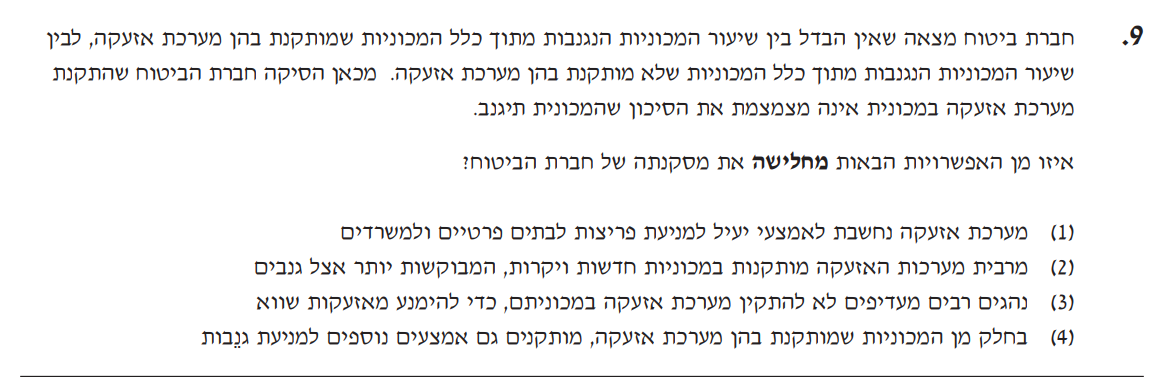 9. חברת ביטוח מצאה שאין הבדל בין שיעור המכוניות הנגנבות מתוך כלל המכוניות שמותקנת בהן מערכת אזעקה, לבין
שיעור המכוניות הנגנבות מתוך כלל המכוניות שלא מותקנת בהן מערכת אזעקה. מכאן הסיקה חברת הביטוח שהתקנת
מערכת אזעקה במכונית אינה מצמצמת את הסיכון שהמכונית תיגנב.
איזו מן האפשרויות הבאות מחלישה את מסקנתה של חברת הביטוח?
(1) מערכת אזעקה נחשבת לאמצעי יעיל למניעת פריצות לבתים פרטיים ולמשרדים
(2) מרבית מערכות האזעקה מותקנות במכוניות חדשות ויקרות, המבוקשות יותר אצל גנבים
(3) נהגים רבים מעדיפים לא להתקין מערכת אזעקה במכוניתם, כדי להימנע מאזעקות שווא
(4) בחלק מן המכוניות שמותקנת בהן מערכת אזעקה, מותקנים גם אמצעים נוספים למניעת גנֵבות